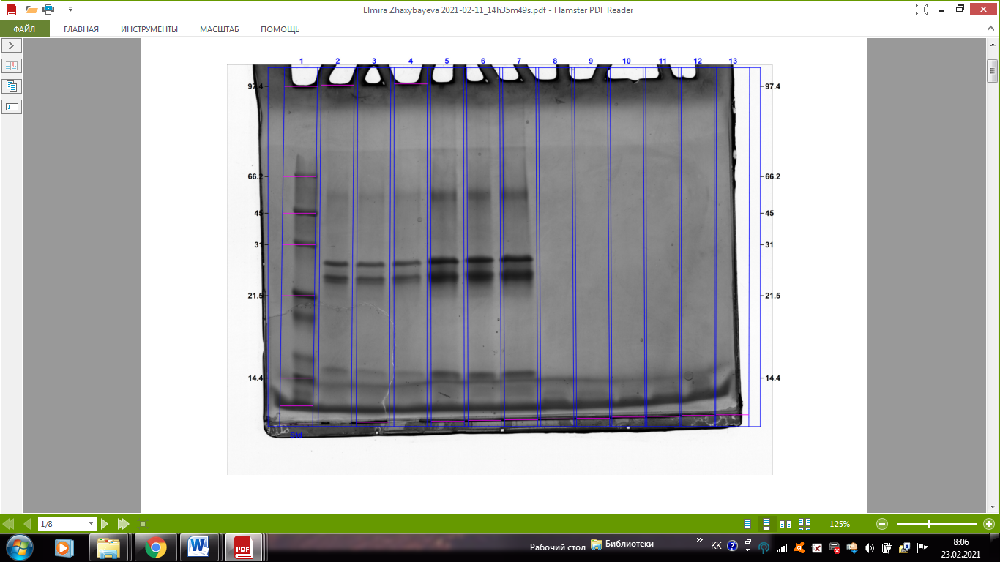 Elmira Zhaxybayeva 2021-02-11_14h35m49s.pdf - Hamster PDF Reader
ФАЙЛ ГЛАВНАЯ ИНСТРУМЕНТЫ МАСШТАБ ПОМОЩЬ
1 2 3 4 5 6 7 8 9 10 11 12 13
97.4 97.4
66.2 66.2
45 45
31 31
21.5 21.5
14.4 14.4
Std
1/8 125%
W PDF Рабочий стол Библиотеки » KK 8:06
23.02.2021